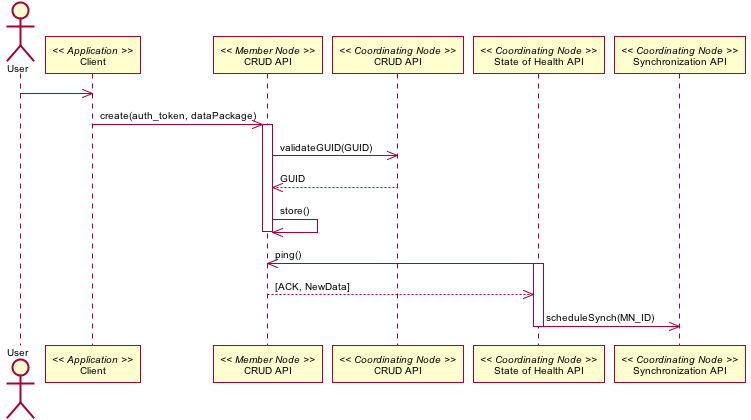 User
<< Application >>
Client
<< Member Node >>
CRUD API
<< Coordinating Node >>
CRUD API
<< Coordinating Node >>
State of Health API
<< Coordinating Node >>
Synchronization API
create(auth_token, dataPackage)
validateGUID(GUID)
GUID
store()
ping()
[ACK, NewData]
scheduleSynch(MN_ID)
User
<< Application >>
Client
<< Member Node >>
CRUD API
<< Coordinating Node >>
CRUD API
<< Coordinating Node >>
State of Health API
<< Coordinating Node >>
Synchronization API